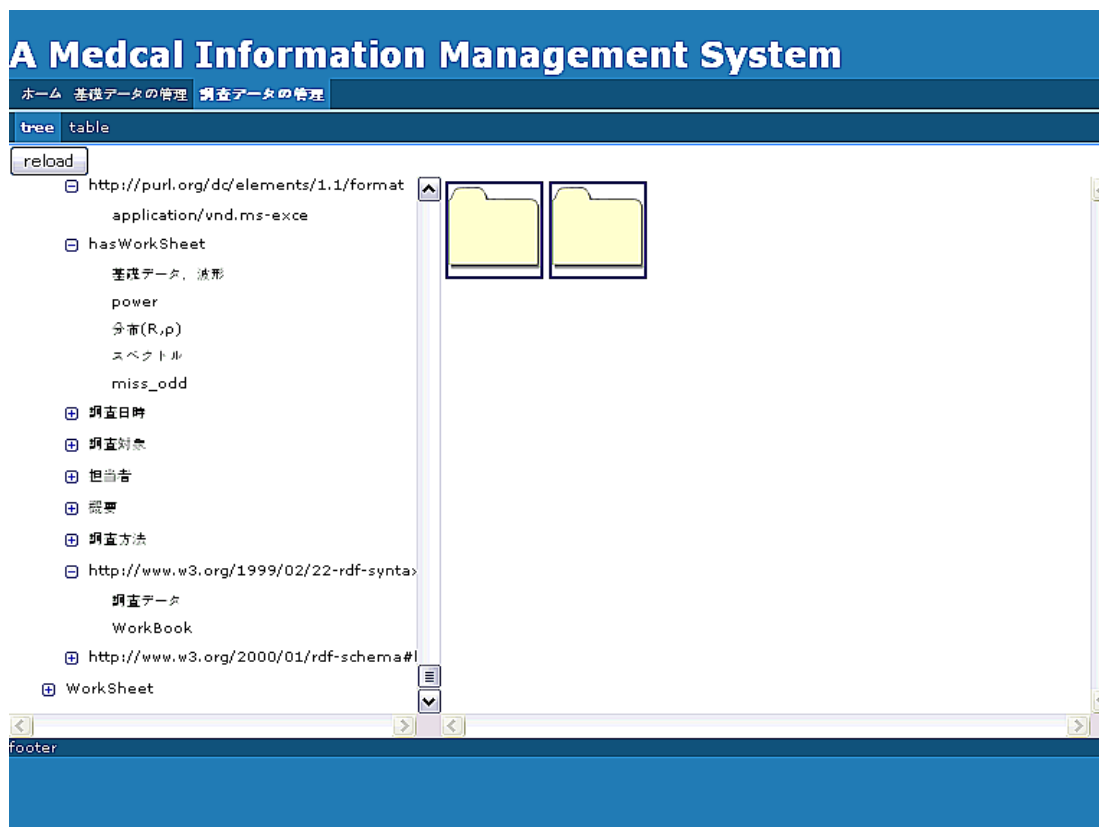 A Medcal Information Management System
ホーム 基礎データの管理 調査データの管理
tree table
reload
http://purl.org/dc/elements/1.1/format
application/vnd.ms-exce
hasWorkSheet
基礎データ，波形
power
分布(R,ρ)
スペクトル
miss_odd
調査日時
調査対象
担当者
概要
調査方法
http://www.w3.org/1999/02/22-rdf-syntax
調査データ
WorkBook
http://www.w3.org/2000/01/rdf-schema#l
WorkSheet
footer